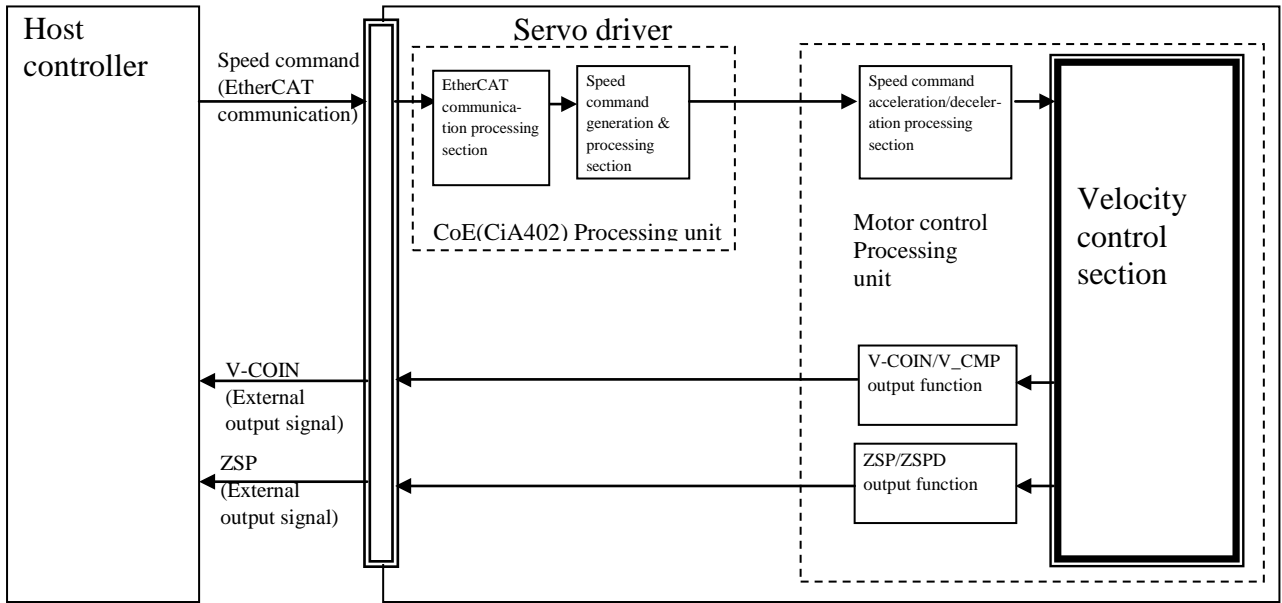 Host
controller
Speed command
(EtherCAT
communication)
Servo driver
EtherCAT
communica-
tion processing
section
Speed
command
generation &
processing
section
CoE(CiA402) Processing unit
Speed command
acceleration/deceler-
ation processing
section
Motor control
Processing
unit
Velocity
control
section
V-COIN
(External
output signal)
V-COIN/V_CMP
output function
ZSP
(External
output signal)
ZSP/ZSPD
output function